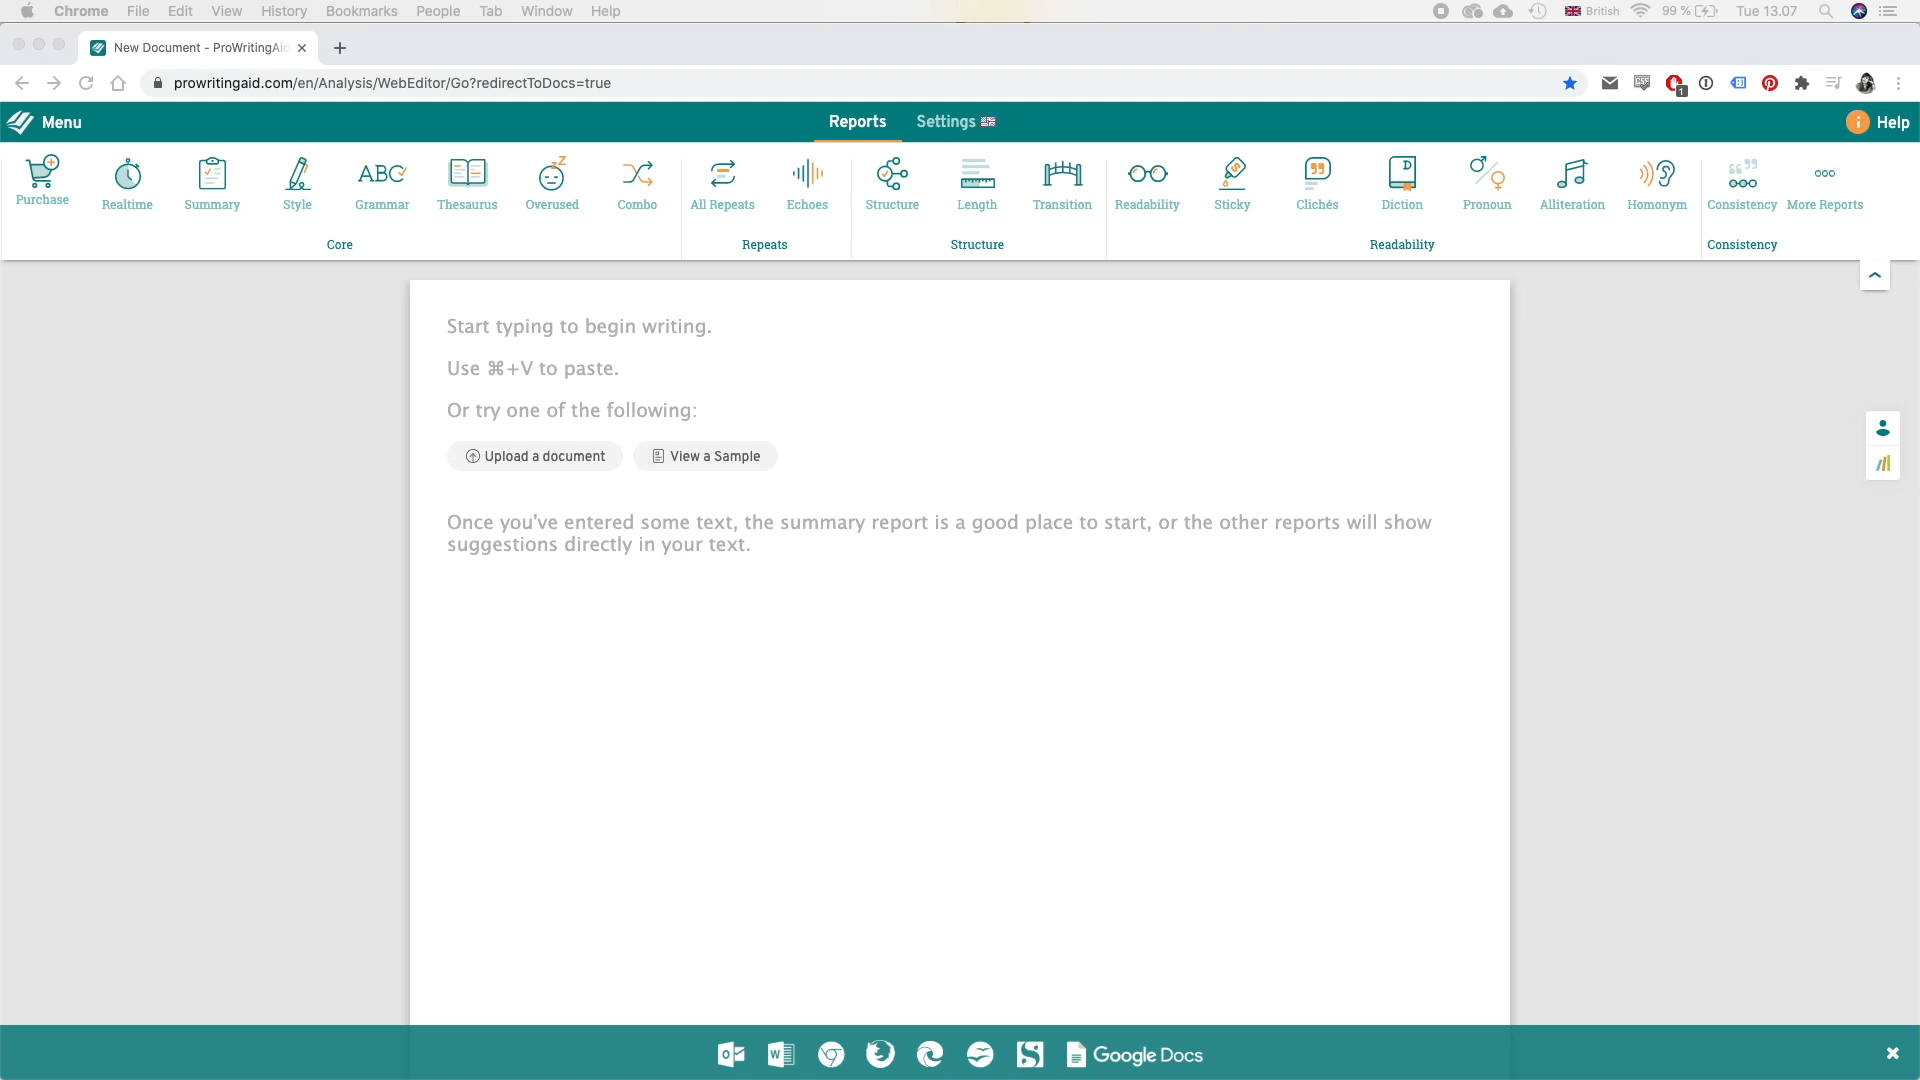 Chrome File Edit View History Bookmarks People Tab Window Help British 99 % Tue 13.07
New Document - ProWritingAid
prowritingaid.com/en/Analysis/WebEditor/Go?redirectToDocs=true 1
Menu Reports Settings Help
Purchase Realtime Summary Style Grammar Thesaurus Overused Combo All Repeats Echoes Structure Length Transition Readability Sticky Clichés Diction Pronoun Alliteration Homonym Consistency More Reports
Core Repeats Structure Readability Consistency
Start typing to begin writing.
Use ⌘+V to paste.
Or try one of the following:
Upload a document View a Sample
Once you've entered some text, the summary report is a good place to start, or the other reports will show
suggestions directly in your text.
Google Docs